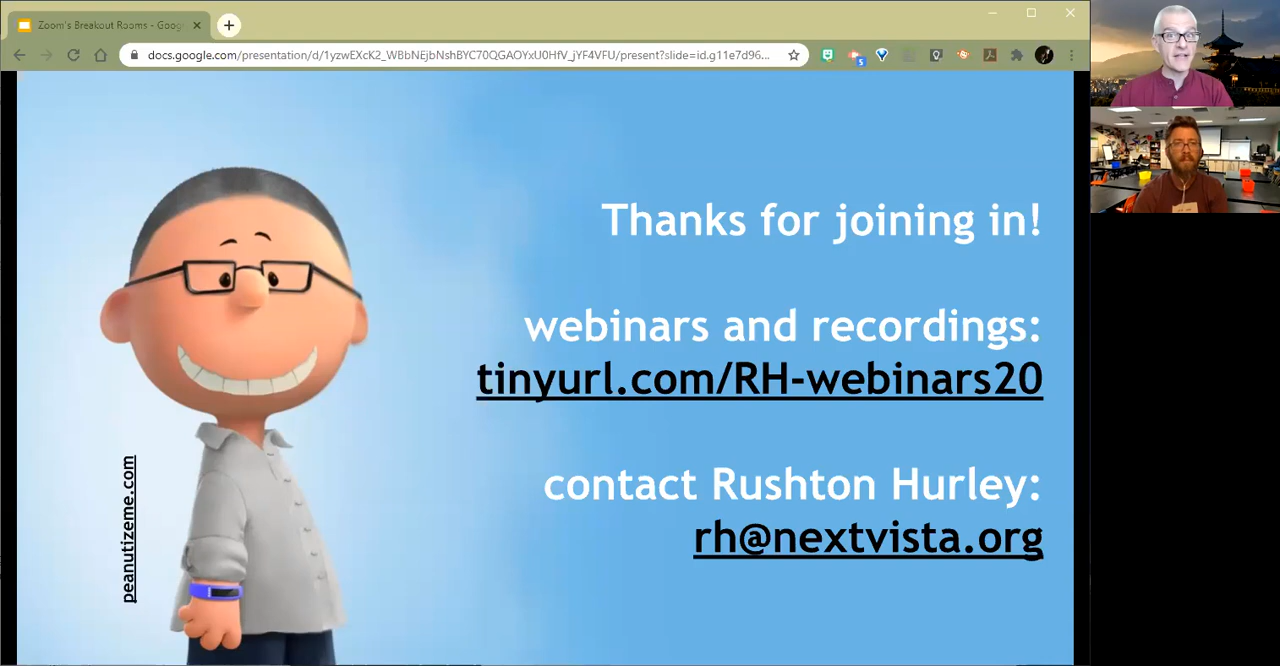 Zoom's Breakout Rooms - Goog
docs.google.com/presentation/d/1yzwEXcK2_WBbNEjbNshBYC70QGAOYxU0HfV_jYF4VFU/present?slide=id.g11e7d96...
5
Thanks for joining in!
webinars and recordings:
tinyurl.com/RH-webinars20
contact Rushton Hurley:
rh@nextvista.org
peanutizeme.com